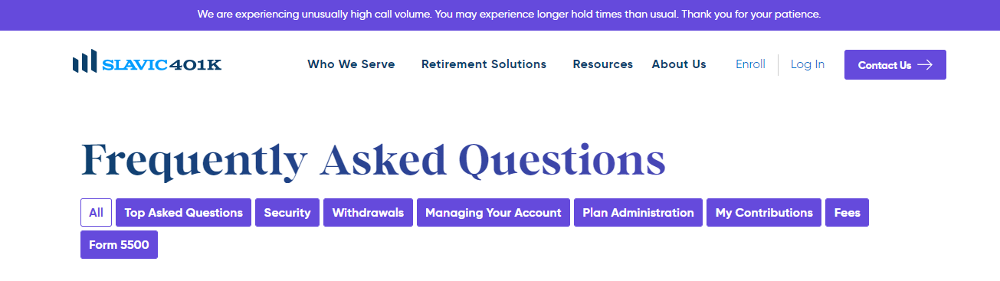 We are experiencing unusually high call volume. You may experience longer hold times than usual. Thank you for your patience.
SLAVIC401K Who We Serve Retirement Solutions Resources About Us Enroll Log In Contact Us
Frequently Asked Questions
All Top Asked Questions Security Withdrawals Managing Your Account Plan Administration My Contributions Fees
Form 5500